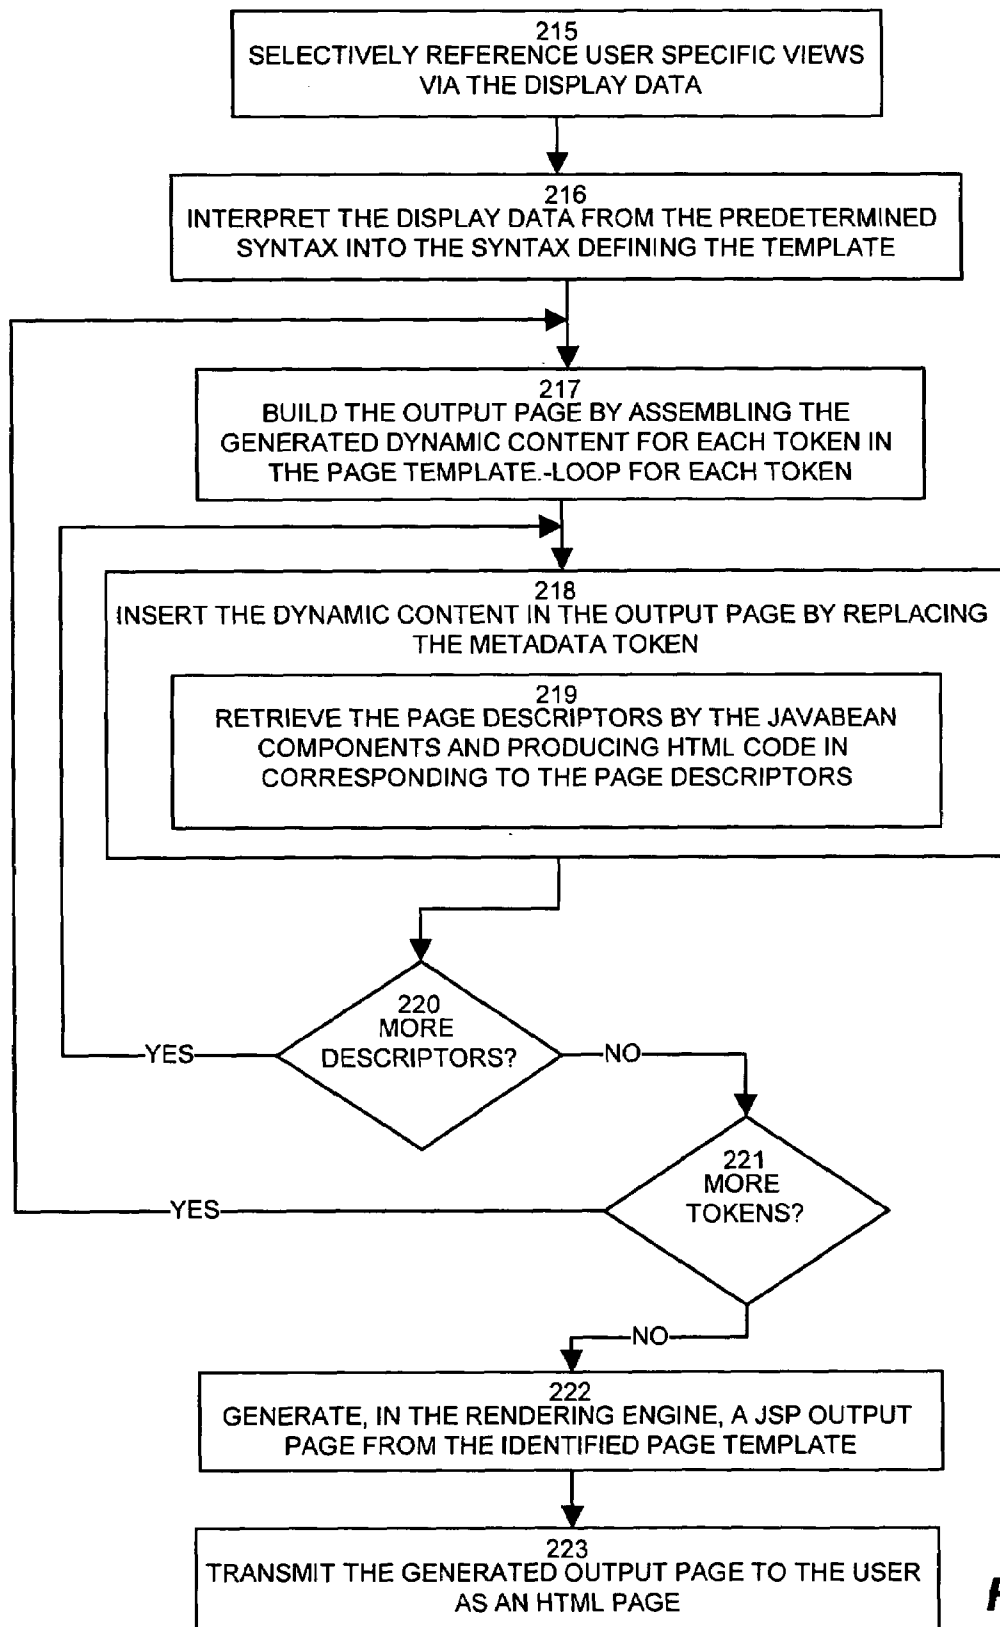 215
SELECTIVELY REFERENCE USER SPECIFIC VIEWS
VIA THE DISPLAY DATA
216
INTERPRET THE DISPLAY DATA FROM THE PREDETERMINED
SYNTAX INTO THE SYNTAX DEFINING THE TEMPLATE
217
BUILD THE OUTPUT PAGE BY ASSEMBLING THE
GENERATED DYNAMIC CONTENT FOR EACH TOKEN IN
THE PAGE TEMPLATE.-LOOP FOR EACH TOKEN
218
INSERT THE DYNAMIC CONTENT IN THE OUTPUT PAGE BY REPLACING
THE METADATA TOKEN
219
RETRIEVE THE PAGE DESCRIPTORS BY THE JAVABEAN
COMPONENTS AND PRODUCING HTML CODE IN
CORRESPONDING TO THE PAGE DESCRIPTORS
220
MORE
DESCRIPTORS?
YES
NO
221
MORE
TOKENS?
YES
NO
222
GENERATE, IN THE RENDERING ENGINE, A JSP OUTPUT
PAGE FROM THE IDENTIFIED PAGE TEMPLATE
223
TRANSMIT THE GENERATED OUTPUT PAGE TO THE USER
AS AN HTML PAGE